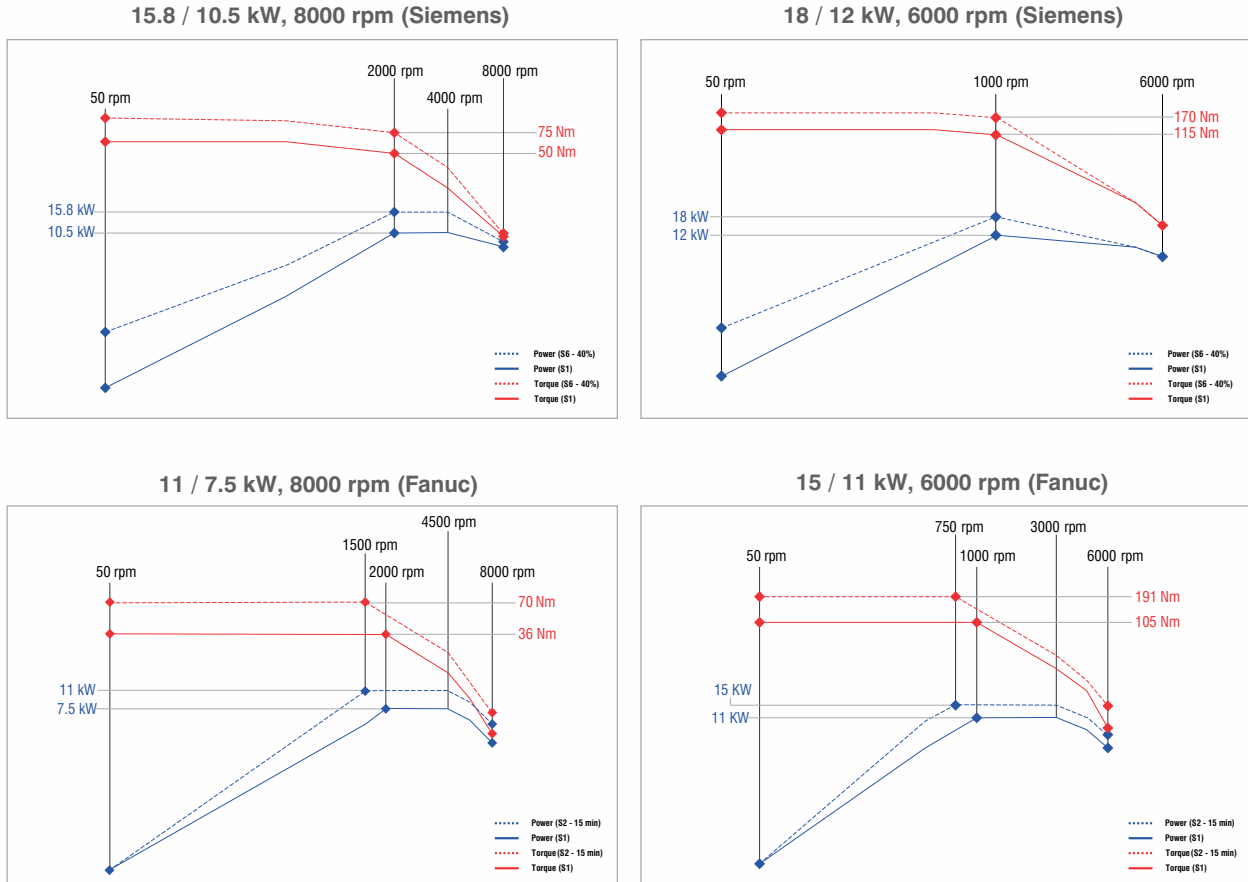 15.8 / 10.5 kW, 8000 rpm (Siemens)
50 rpm
2000 rpm
4000 rpm
8000 rpm
75 Nm
50 Nm
15.8 kW
10.5 kW
Power (S6 - 40%)
Power (S1)
Torque (S6 - 40%)
Torque (S1)
18 / 12 kW, 6000 rpm (Siemens)
50 rpm
1000 rpm
6000 rpm
170 Nm
115 Nm
18 kW
12 kW
Power (S6 - 40%)
Power (S1)
Torque (S6 - 40%)
Torque (S1)
11 / 7.5 kW, 8000 rpm (Fanuc)
4500 rpm
1500 rpm
50 rpm
2000 rpm
8000 rpm
70 Nm
36 Nm
11 kW
7.5 kW
Power (S2 - 15 min)
Power (S1)
Torque (S2 - 15 min)
Torque (S1)
15 / 11 kW, 6000 rpm (Fanuc)
750 rpm
3000 rpm
50 rpm
1000 rpm
6000 rpm
191 Nm
105 Nm
15 KW
11 KW
Power (S2 - 15 min)
Power (S1)
Torque (S2 - 15 min)
Torque (S1)